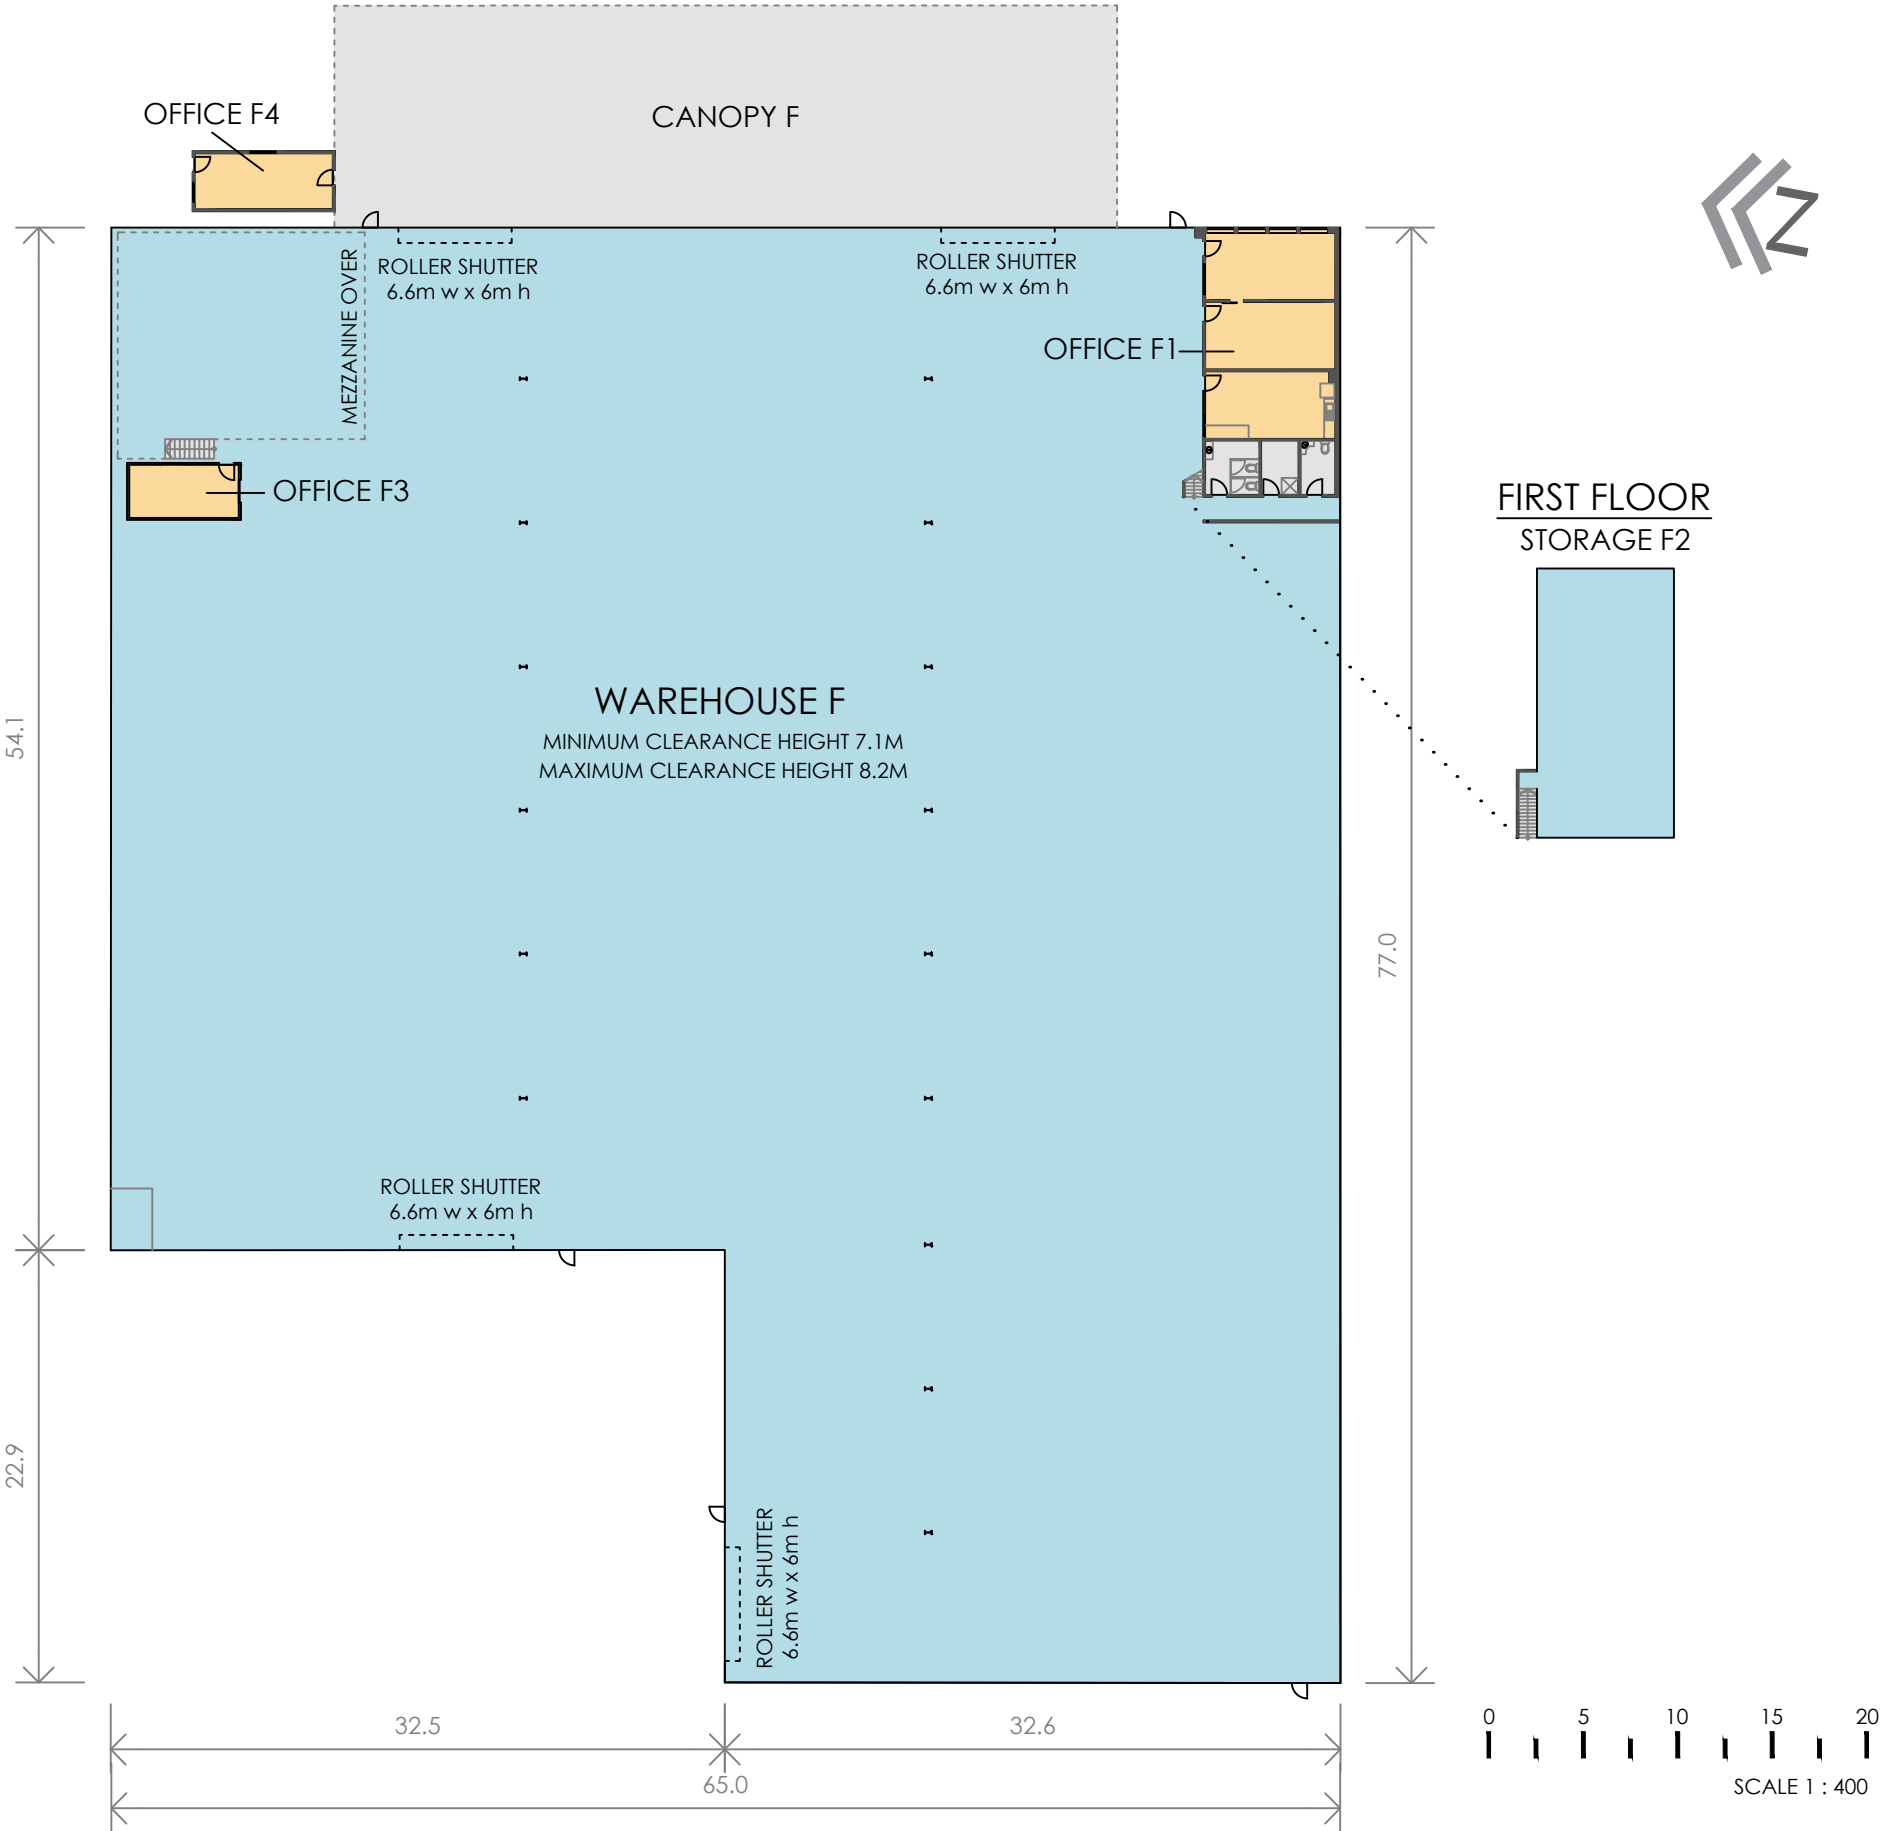 CANOPY F
OFFICE F4
MEZZANINE OVER
ROLLER SHUTTER
6.6m w x 6m h
ROLLER SHUTTER
6.6m w x 6m h
Z
OFFICE F1
OFFICE F3
FIRST FLOOR
STORAGE F2
WAREHOUSE F
MINIMUM CLEARANCE HEIGHT 7.1M
MAXIMUM CLEARANCE HEIGHT 8.2M
54.1
77.0
ROLLER SHUTTER
6.6m w x 6m h
22.9
ROLLER SHUTTER
6.6m w x 6m h
32.5
32.6
65.0
0 5 10 15 20
SCALE 1 : 400